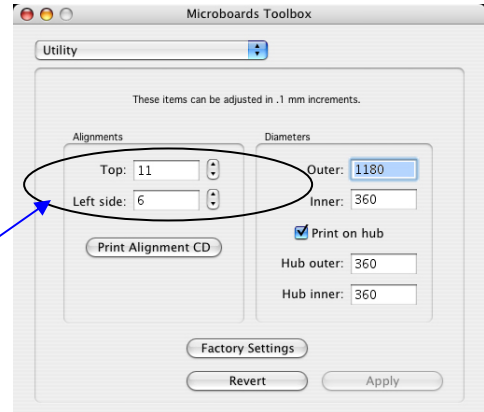 Microboards Toolbox
Utility
These items can be adjusted in .1 mm increments.
Alignments
Top: 11
Left side: 6
Print Alignment CD
Diameters
Outer: 1180
Inner: 360
Print on hub
Hub outer: 360
Hub inner: 360
Factory Settings
Revert
Apply